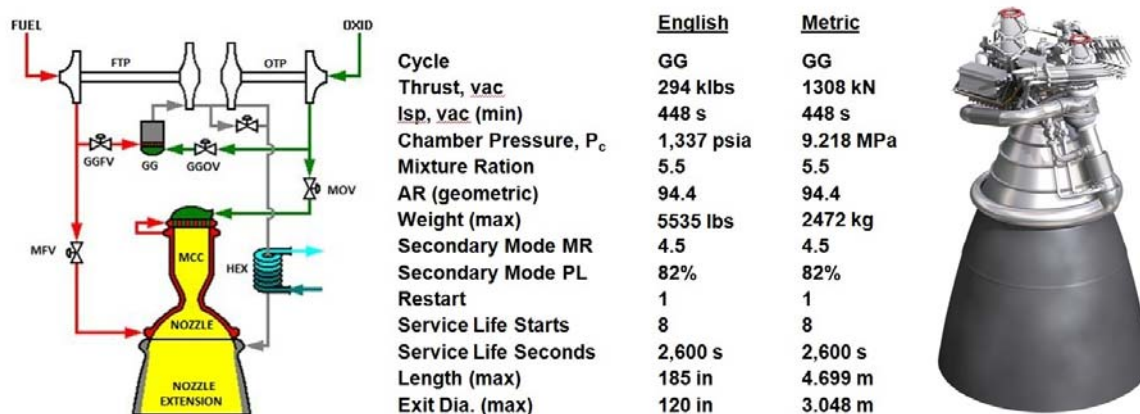 FUEL
OXID
FTP
OTP
GGFV
GG
GGOV
MOV
MFV
MCC
HEX
NOZZLE
NOZZLE
EXTENSION
English Metric
Cycle GG GG
Thrust, vac 294 klbs 1308 kN
Isp, vac (min) 448 s 448 s
Chamber Pressure, Pc 1,337 psia 9.218 MPa
Mixture Ration 5.5 5.5
AR (geometric) 94.4 94.4
Weight (max) 5535 lbs 2472 kg
Secondary Mode MR 4.5 4.5
Secondary Mode PL 82% 82%
Restart 1 1
Service Life Starts 8 8
Service Life Seconds 2,600 s 2,600 s
Length (max) 185 in 4.699 m
Exit Dia. (max) 120 in 3.048 m